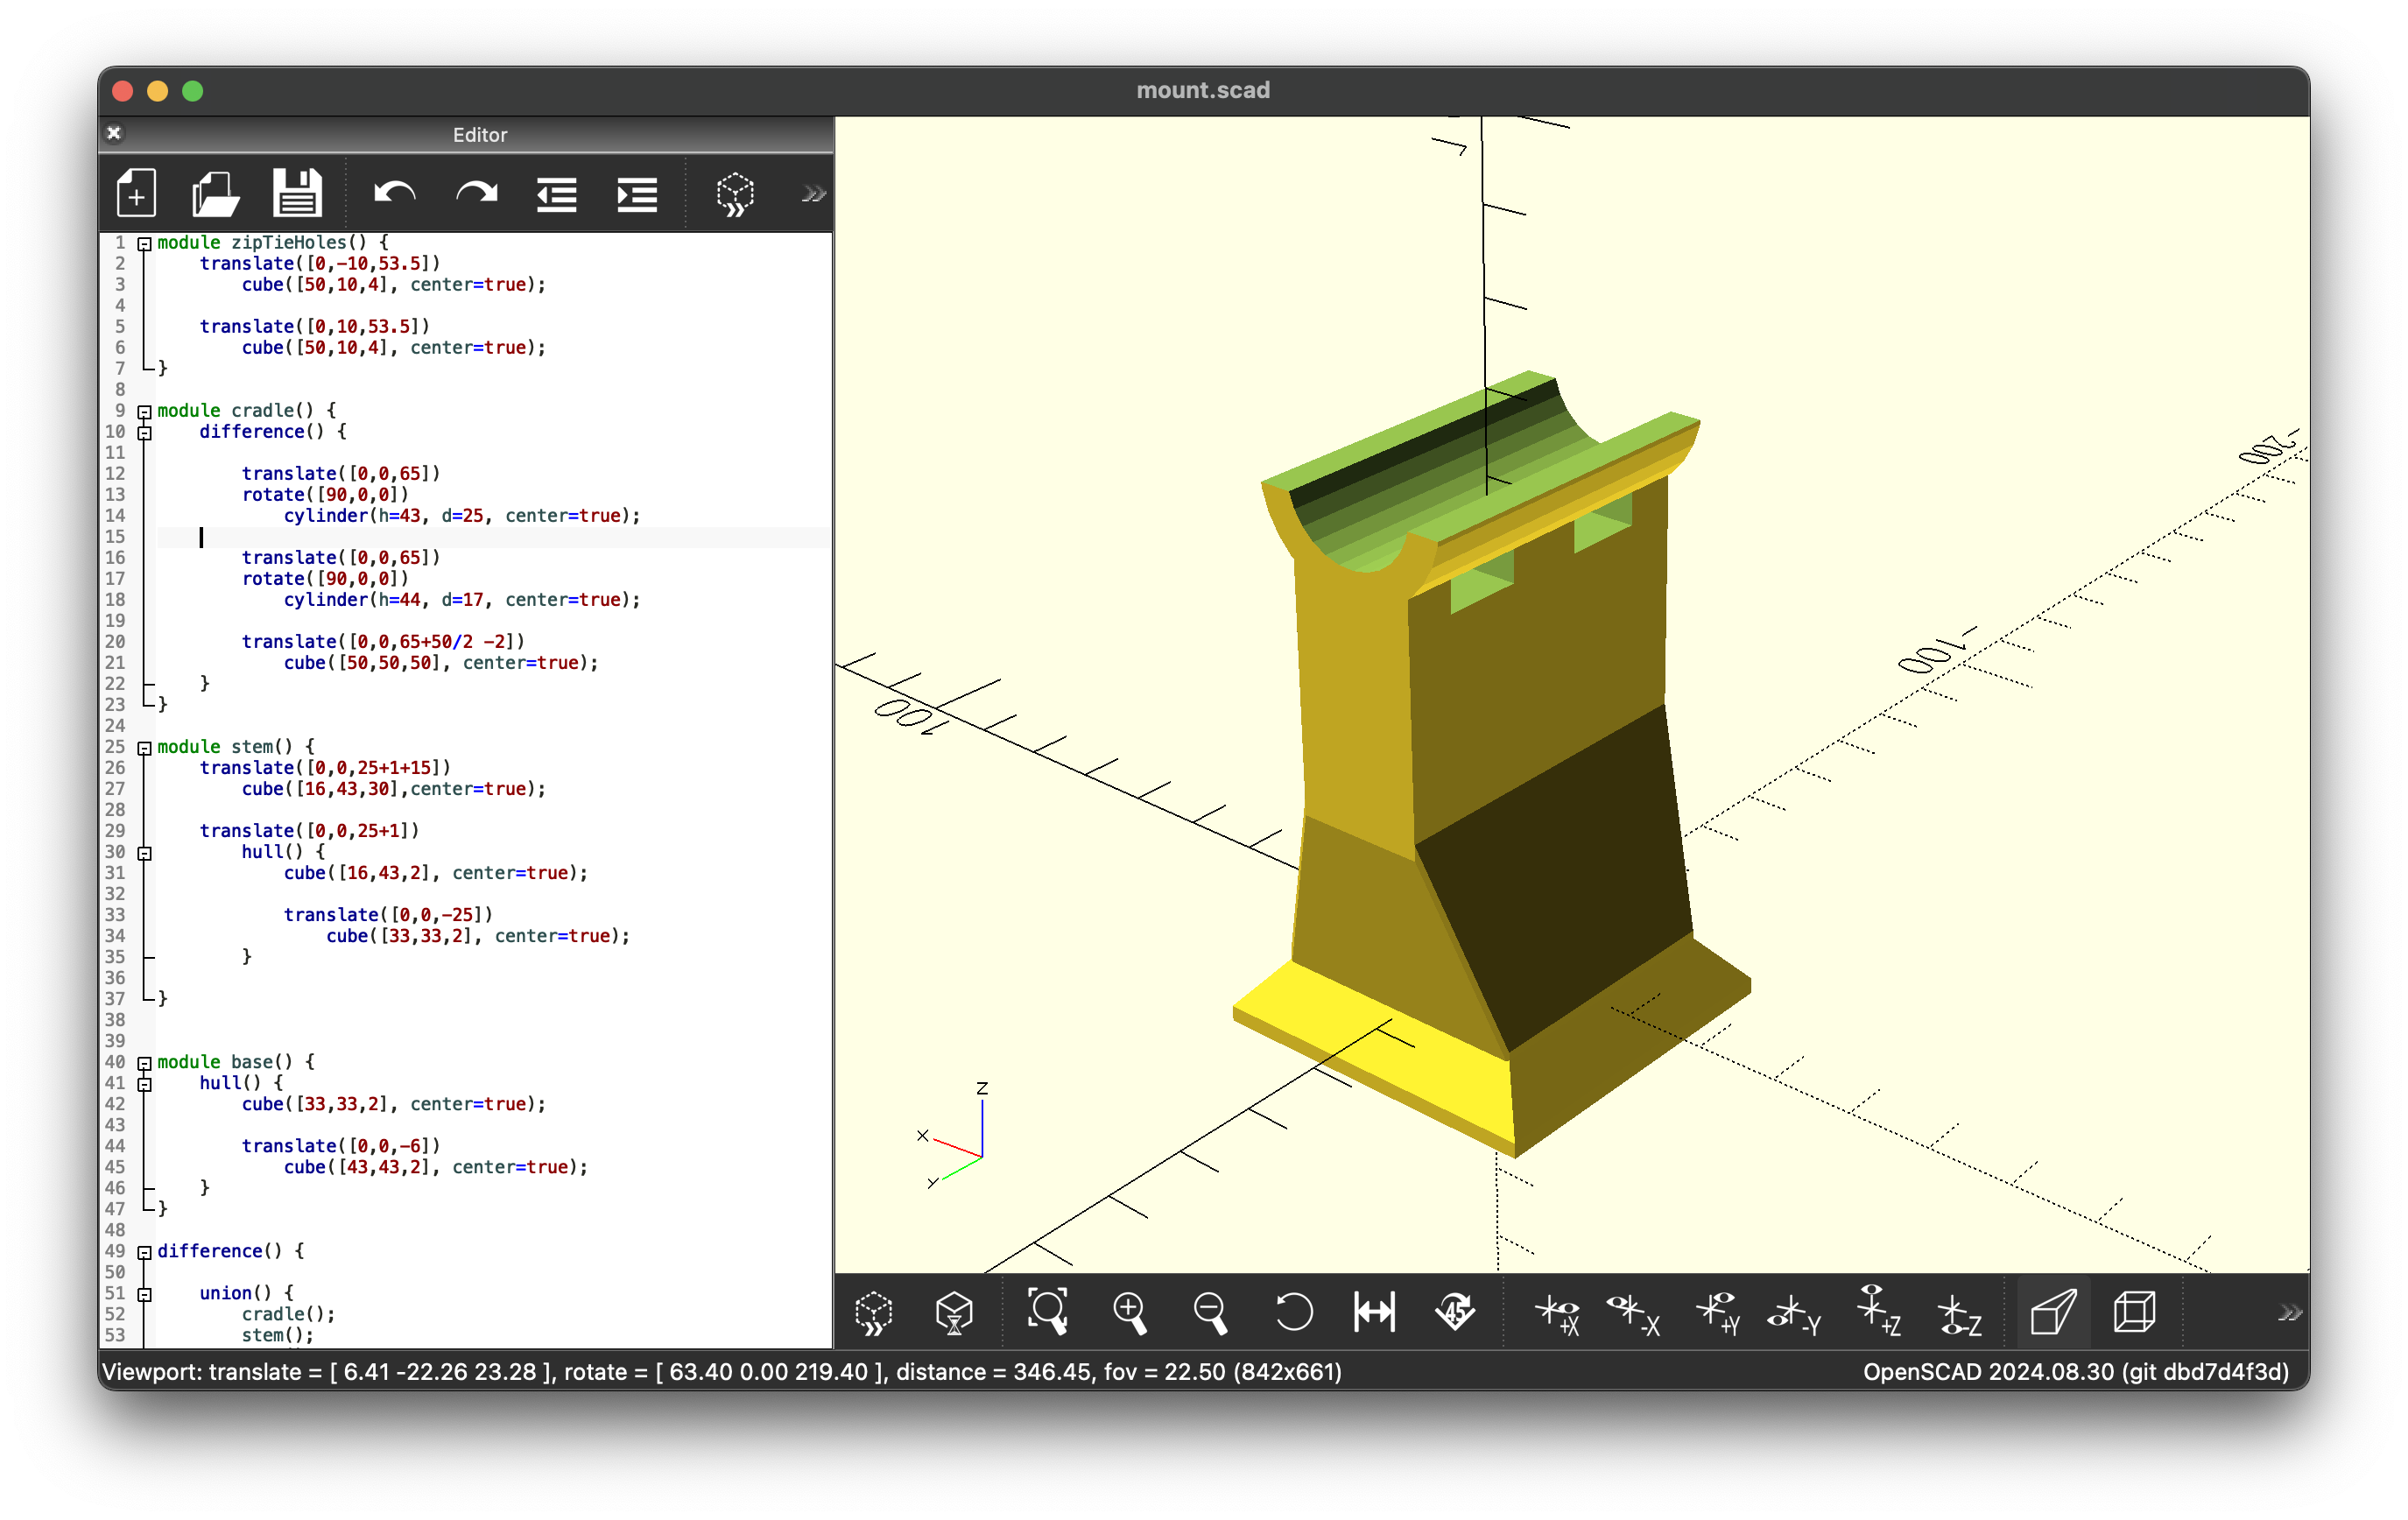 mount.scad
Editor
1 module zipTieHoles() {
2 translate([0,-10,53.5])
3 cube([50,10,4], center=true);
4
5 translate([0,10,53.5])
6 cube([50,10,4], center=true);
7 }
8
9 module cradle() {
10 difference() {
11
12 translate([0,0,65])
13 rotate([90,0,0])
14 cylinder(h=43, d=25, center=true);
15
16 translate([0,0,65])
17 rotate([90,0,0])
18 cylinder(h=44, d=17, center=true);
19
20 translate([0,0,65+50/2 -2])
21 cube([50,50,50], center=true);
22 }
23 }
24
25 module stem() {
26 translate([0,0,25+1+15])
27 cube([16,43,30],center=true);
28
29 translate([0,0,25+1])
30 hull() {
31 cube([16,43,2], center=true);
32
33 translate([0,0,-25])
34 cube([33,33,2], center=true);
35 }
36
37 }
38
39
40 module base() {
41 hull() {
42 cube([33,33,2], center=true);
43
44 translate([0,0,-6])
45 cube([43,43,2], center=true);
46 }
47 }
48
49 difference() {
50
51 union() {
52 cradle();
53 stem();
-200
-100
100
Z
X
Y
45
+X
-X
+Y
-Y
+Z
-Z
Viewport: translate = [ 6.41 -22.26 23.28 ], rotate = [ 63.40 0.00 219.40 ], distance = 346.45, fov = 22.50 (842x661)
OpenSCAD 2024.08.30 (git dbd7d4f3d)